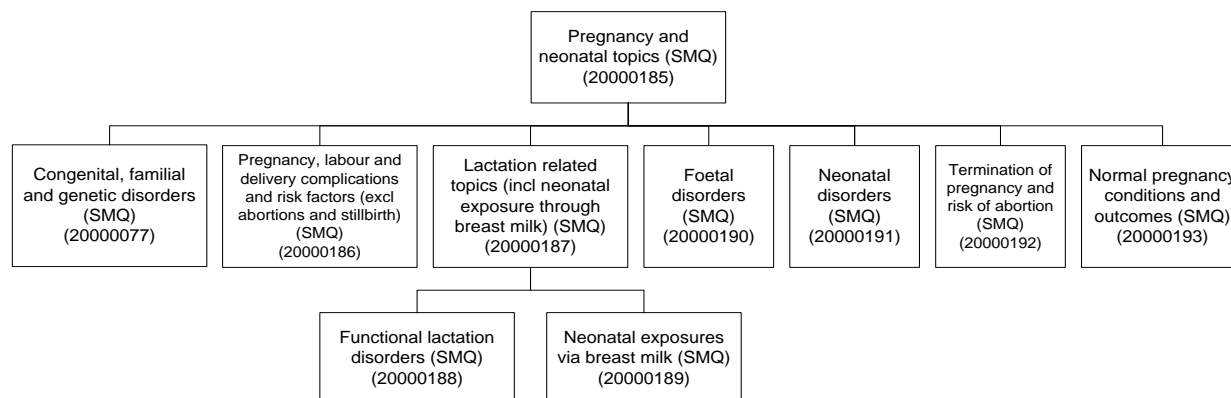 Pregnancy and
neonatal topics (SMQ)
(20000185)
Congenital, familial
and genetic disorders
(SMQ)
(20000077)
Pregnancy, labour and
delivery complications
and risk factors (excl
abortions and stillbirth)
(SMQ)
(20000186)
Lactation related
topics (incl neonatal
exposure through
breast milk) (SMQ)
(20000187)
Foetal
disorders
(SMQ)
(20000190)
Neonatal
disorders
(SMQ)
(20000191)
Termination of
pregnancy and
risk of abortion
(SMQ)
(20000192)
Normal pregnancy
conditions and
outcomes (SMQ)
(20000193)
Functional lactation
disorders (SMQ)
(20000188)
Neonatal exposures
via breast milk (SMQ)
(20000189)